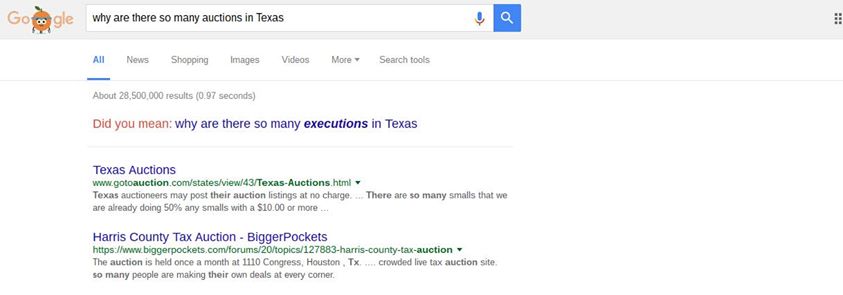 Google
why are there so many auctions in Texas
All News Shopping Images Videos More Search tools
About 28,500,000 results (0.97 seconds)
Did you mean: why are there so many executions in Texas
Texas Auctions
www.gotoauction.com/states/view/43/Texas-Auctions.html
Texas auctioneers may post their auction listings at no charge. ... There are so many smalls that we
are already doing 50% any smalls with a $10.00 or more ...
Harris County Tax Auction - BiggerPockets
https://www.biggerpockets.com/forums/20/topics/127883-harris-county-tax-auction
The auction is held once a month at 1110 Congress, Houston , Tx. .... crowded live tax auction site.
so many people are making their own deals at every corner.